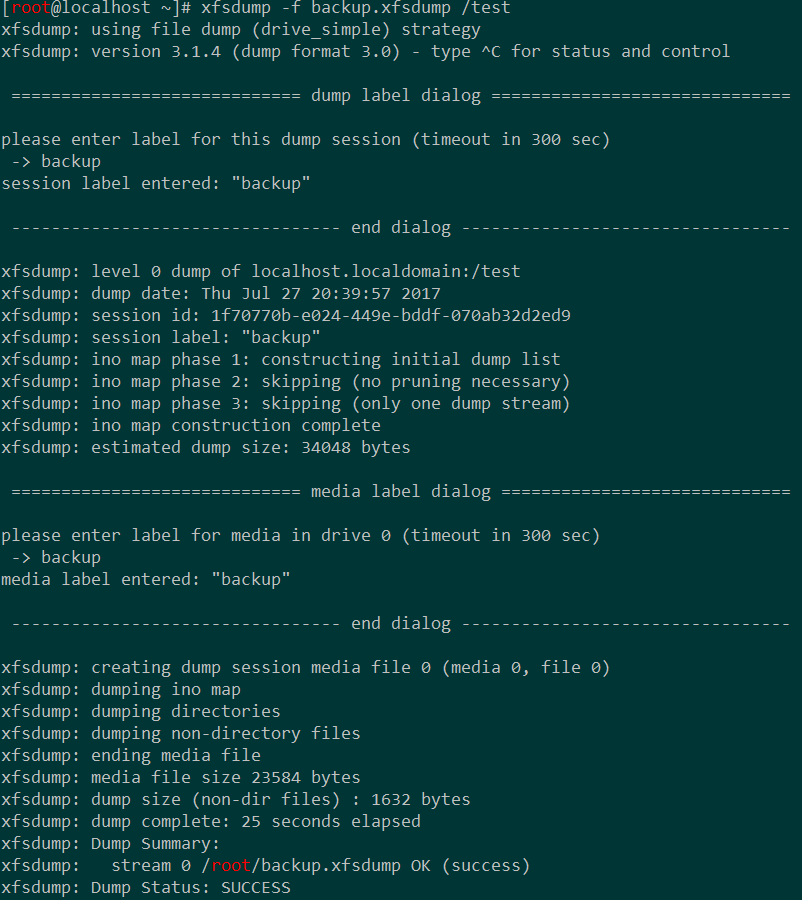 [root@localhost ~]# xfsdump -f backup.xfsdump /test
xfsdump: using file dump (drive_simple) strategy
xfsdump: version 3.1.4 (dump format 3.0) - type ^C for status and control
============================= dump label dialog ==============================
please enter label for this dump session (timeout in 300 sec)
-> backup
session label entered: "backup"
--------------------------------- end dialog ---------------------------------
xfsdump: level 0 dump of localhost.localdomain:/test
xfsdump: dump date: Thu Jul 27 20:39:57 2017
xfsdump: session id: 1f70770b-e024-449e-bddf-070ab32d2ed9
xfsdump: session label: "backup"
xfsdump: ino map phase 1: constructing initial dump list
xfsdump: ino map phase 2: skipping (no pruning necessary)
xfsdump: ino map phase 3: skipping (only one dump stream)
xfsdump: ino map construction complete
xfsdump: estimated dump size: 34048 bytes
============================= media label dialog =============================
please enter label for media in drive 0 (timeout in 300 sec)
-> backup
media label entered: "backup"
--------------------------------- end dialog ---------------------------------
xfsdump: creating dump session media file 0 (media 0, file 0)
xfsdump: dumping ino map
xfsdump: dumping directories
xfsdump: dumping non-directory files
xfsdump: ending media file
xfsdump: media file size 23584 bytes
xfsdump: dump size (non-dir files) : 1632 bytes
xfsdump: dump complete: 25 seconds elapsed
xfsdump: Dump Summary:
xfsdump:   stream 0 /root/backup.xfsdump OK (success)
xfsdump: Dump Status: SUCCESS